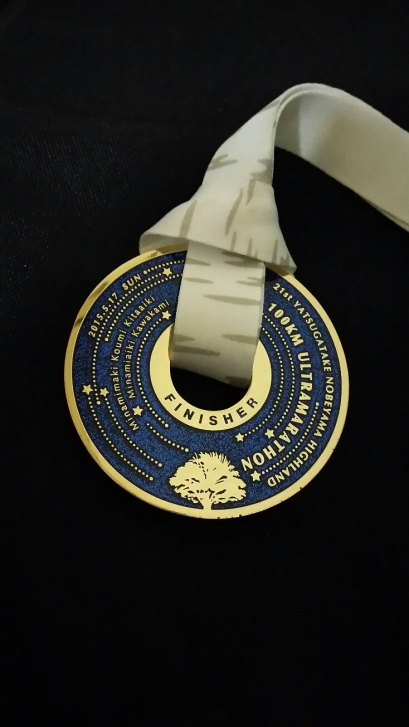 2015.5.17. SUN
Minamimaki Koumi Kitaaiki
Minamiaiki Kawakami
21st YATSUGATAKE NOBEYAMA HIGHLAND
100KM ULTRAMARATHON
FINISHER